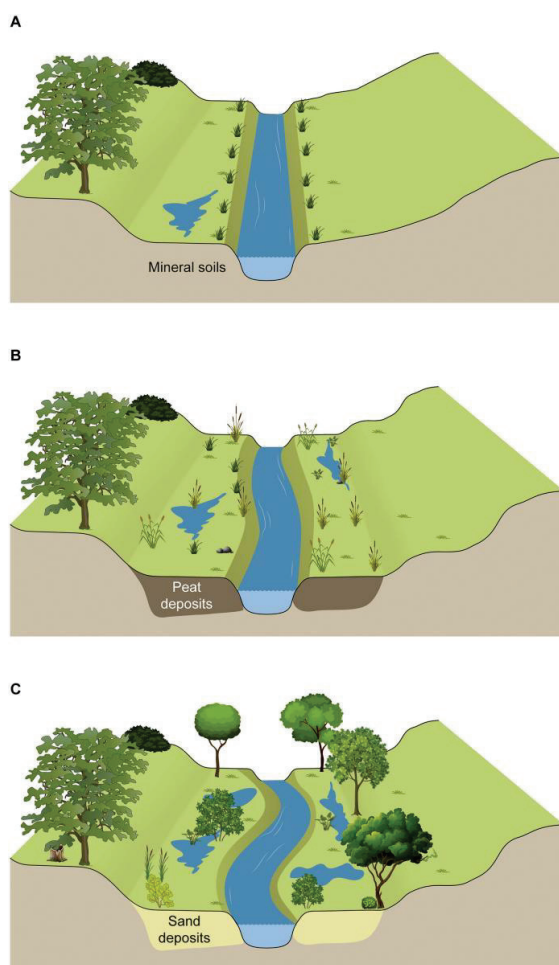 A
Mineral soils
B
Peat
deposits
C
Sand
deposits